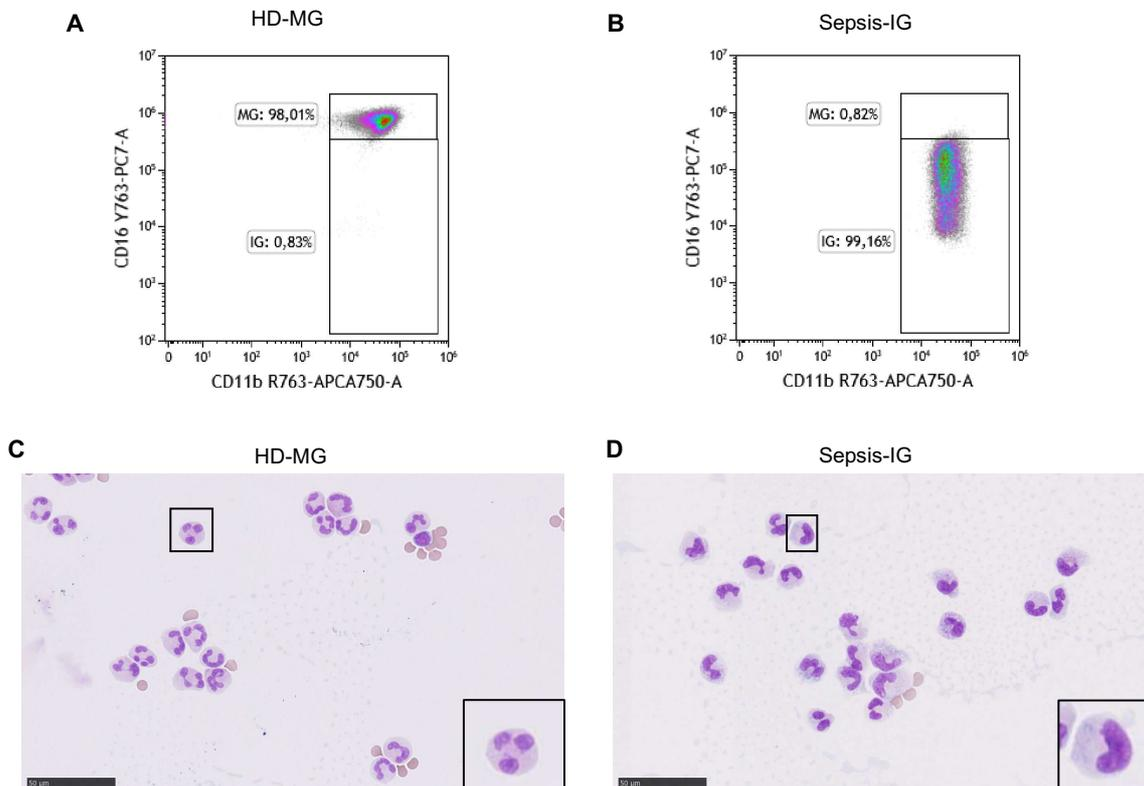 A
HD-MG
B
Sepsis-IG
10⁷
10⁶
10⁵
10⁴
10³
10²
CD16 Y763-PC7-A
MG: 98,01%
IG: 0,83%
0 10¹ 10² 10³ 10⁴ 10⁵ 10⁶
CD11b R763-APCA750-A
10⁷
10⁶
10⁵
10⁴
10³
10²
CD16 Y763-PC7-A
MG: 0,82%
IG: 99,16%
0 10¹ 10² 10³ 10⁴ 10⁵ 10⁶
CD11b R763-APCA750-A
C
HD-MG
D
Sepsis-IG
50 µm
50 µm